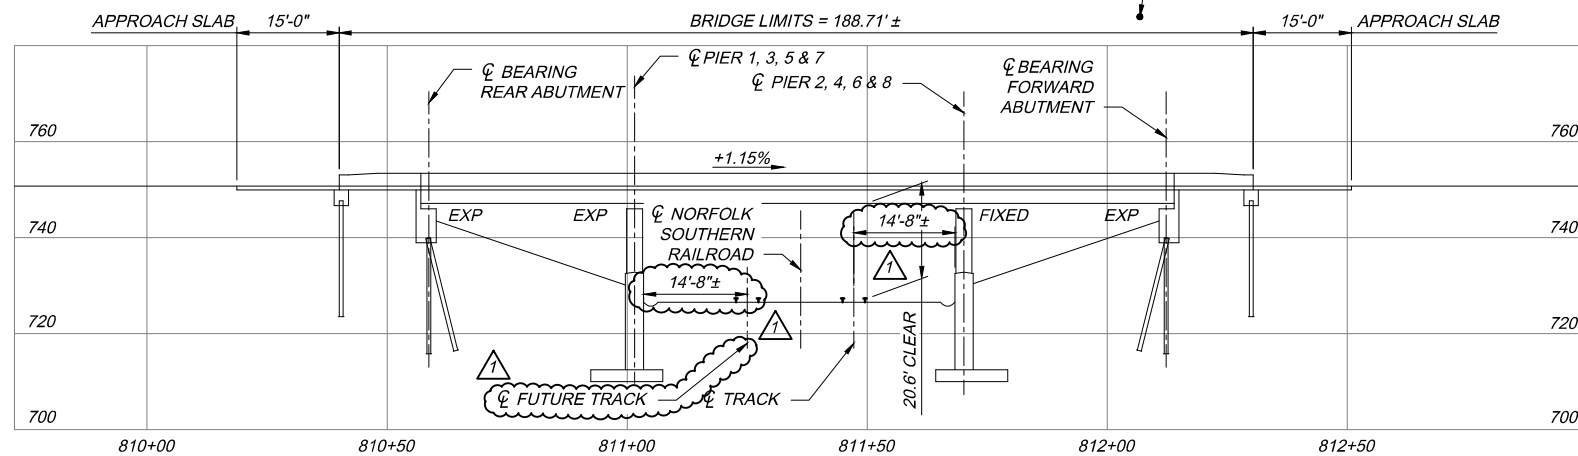 APPROACH SLAB 15'-0" BRIDGE LIMITS = 188.71' ± 15'-0" APPROACH SLAB
℄ BEARING
REAR ABUTMENT
℄ PIER 1, 3, 5 & 7
℄ PIER 2, 4, 6 & 8
℄ BEARING
FORWARD
ABUTMENT
760 760
+1.15%
EXP EXP FIXED EXP
℄ NORFOLK
SOUTHERN
RAILROAD
14'-8"±
1
740 740
14'-8"±
1
720 720
20.6' CLEAR
1
℄ FUTURE TRACK
℄ TRACK
700 700
810+00 810+50 811+00 811+50 812+00 812+50